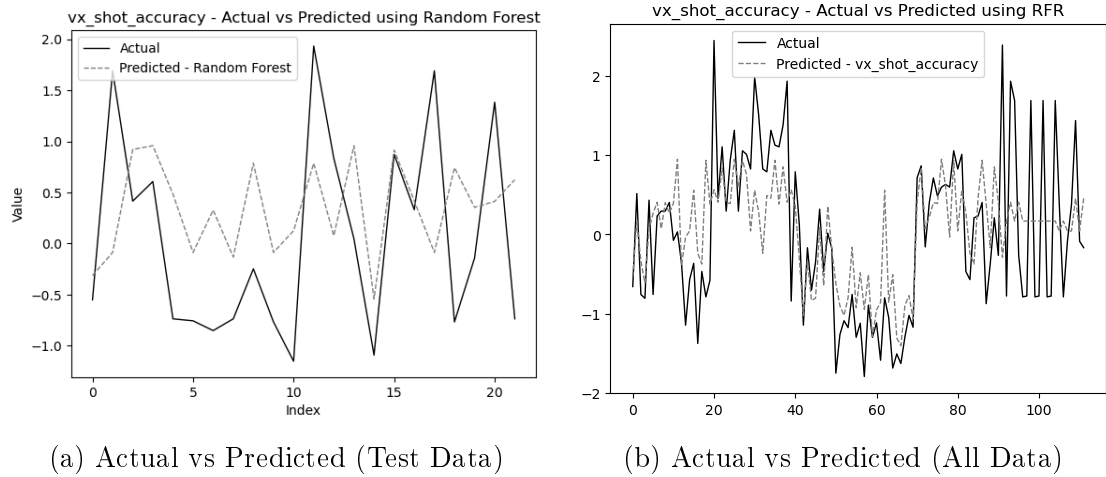 vx_shot_accuracy - Actual vs Predicted using Random Forest
Actual
Predicted - Random Forest
2.0
1.5
1.0
0.5
0.0
−0.5
−1.0
Value
0
5
10
15
20
Index
(a) Actual vs Predicted (Test Data)
vx_shot_accuracy - Actual vs Predicted using RFR
Actual
Predicted - vx_shot_accuracy
2
1
0
−1
−2
0
20
40
60
80
100
(b) Actual vs Predicted (All Data)